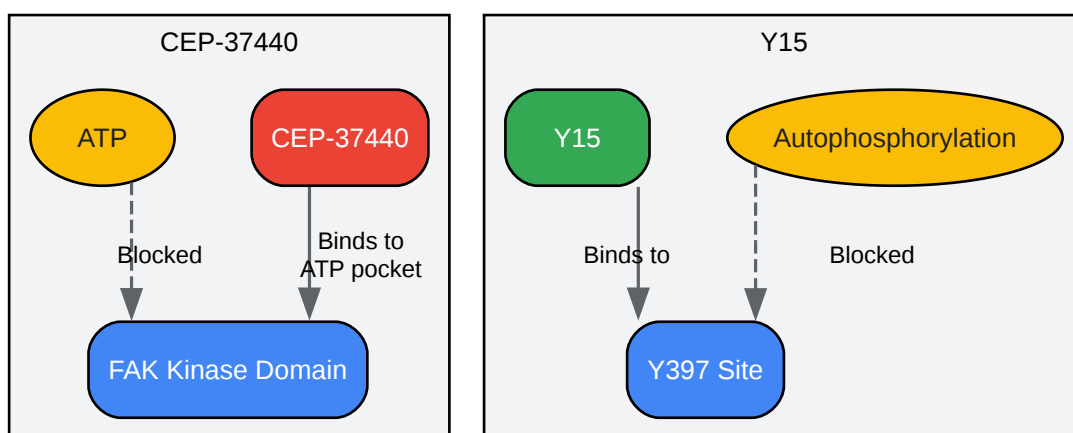 CEP-37440
Y15
ATP
CEP-37440
Y15
Autophosphorylation
Blocked
Binds to
ATP pocket
Binds to
Blocked
FAK Kinase Domain
Y397 Site